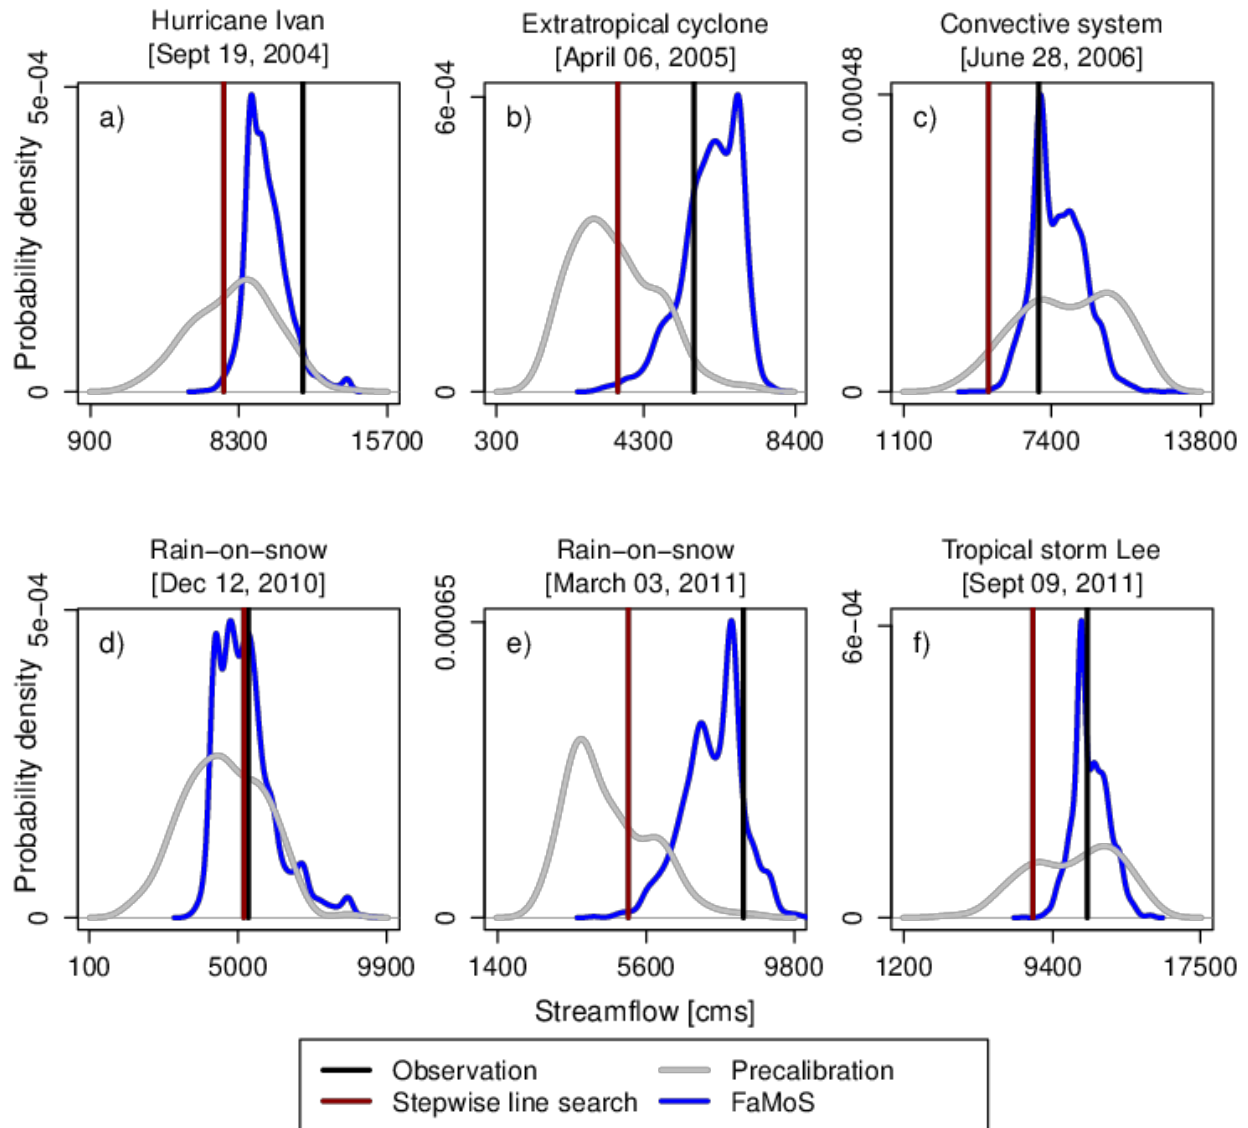 Hurricane Ivan
[Sept 19, 2004]
Extratropical cyclone
[April 06, 2005]
Convective system
[June 28, 2006]
Probability density
0
5e−04
a)
900
8300
15700
0
6e−04
b)
300
4300
8400
0
0.00048
c)
1100
7400
13800
Rain−on−snow
[Dec 12, 2010]
Rain−on−snow
[March 03, 2011]
Tropical storm Lee
[Sept 09, 2011]
Probability density
0
5e−04
d)
100
5000
9900
0
0.00065
e)
1400
5600
9800
0
6e−04
f)
1200
9400
17500
Streamflow [cms]
Observation
Precalibration
Stepwise line search
FaMoS